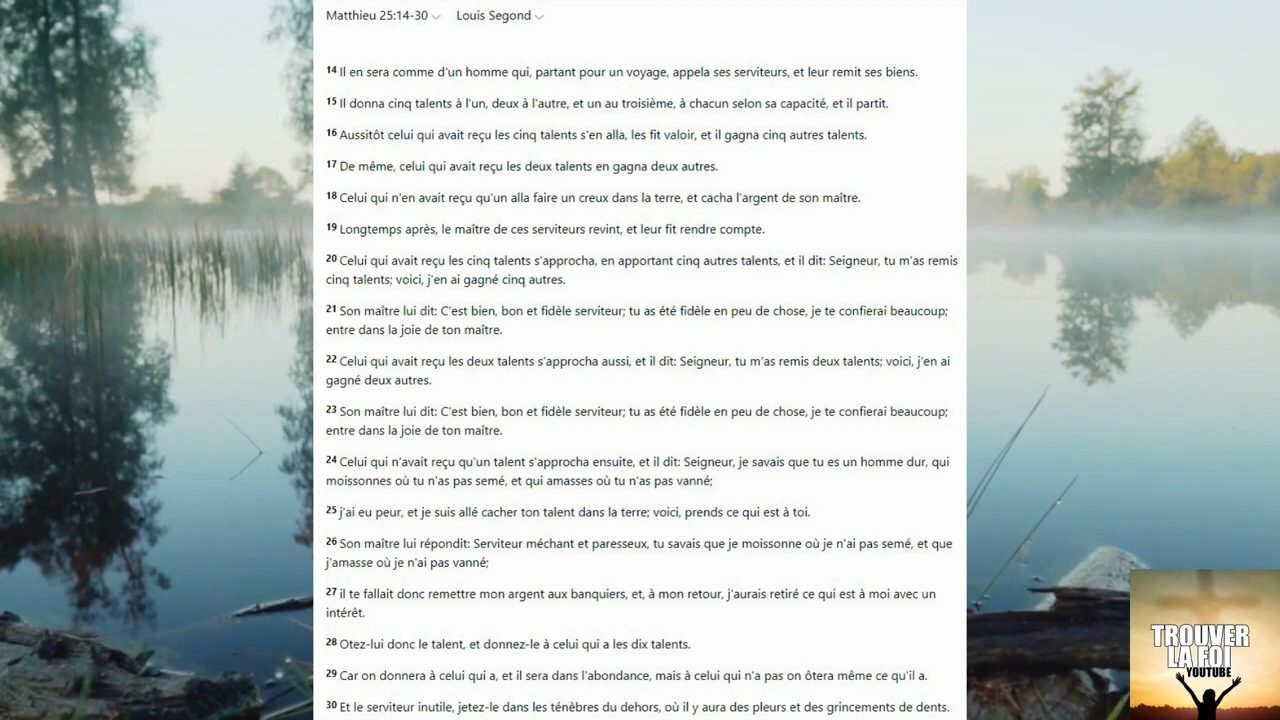 Matthieu 25:14-30 Louis Segond
14 Il en sera comme d'un homme qui, partant pour un voyage, appela ses serviteurs, et leur remit ses biens.
15 Il donna cinq talents à l'un, deux à l'autre, et un au troisième, à chacun selon sa capacité, et il partit.
16 Aussitôt celui qui avait reçu les cinq talents s'en alla, les fit valoir, et il gagna cinq autres talents.
17 De même, celui qui avait reçu les deux talents en gagna deux autres.
18 Celui qui n'en avait reçu qu'un alla faire un creux dans la terre, et cacha l'argent de son maître.
19 Longtemps après, le maître de ces serviteurs revint, et leur fit rendre compte.
20 Celui qui avait reçu les cinq talents s'approcha, en apportant cinq autres talents, et il dit: Seigneur, tu m'as remis
cinq talents; voici, j'en ai gagné cinq autres.
21 Son maître lui dit: C'est bien, bon et fidèle serviteur; tu as été fidèle en peu de chose, je te confierai beaucoup;
entre dans la joie de ton maître.
22 Celui qui avait reçu les deux talents s'approcha aussi, et il dit: Seigneur, tu m'as remis deux talents; voici, j'en ai
gagné deux autres.
23 Son maître lui dit: C'est bien, bon et fidèle serviteur; tu as été fidèle en peu de chose, je te confierai beaucoup;
entre dans la joie de ton maître.
24 Celui qui n'avait reçu qu'un talent s'approcha ensuite, et il dit: Seigneur, je savais que tu es un homme dur, qui
moissonnes où tu n'as pas semé, et qui amasses où tu n'as pas vanné;
25 j'ai eu peur, et je suis allé cacher ton talent dans la terre; voici, prends ce qui est à toi.
26 Son maître lui répondit: Serviteur méchant et paresseux, tu savais que je moissonne où je n'ai pas semé, et que
j'amasse où je n'ai pas vanné;
27 il te fallait donc remettre mon argent aux banquiers, et, à mon retour, j'aurais retiré ce qui est à moi avec un
intérêt.
28 Otez-lui donc le talent, et donnez-le à celui qui a les dix talents.
29 Car on donnera à celui qui a, et il sera dans l'abondance, mais à celui qui n'a pas on ôtera même ce qu'il a.
30 Et le serviteur inutile, jetez-le dans les ténèbres du dehors, où il y aura des pleurs et des grincements de dents.
TROUVER
LA FOI
YOUTUBE